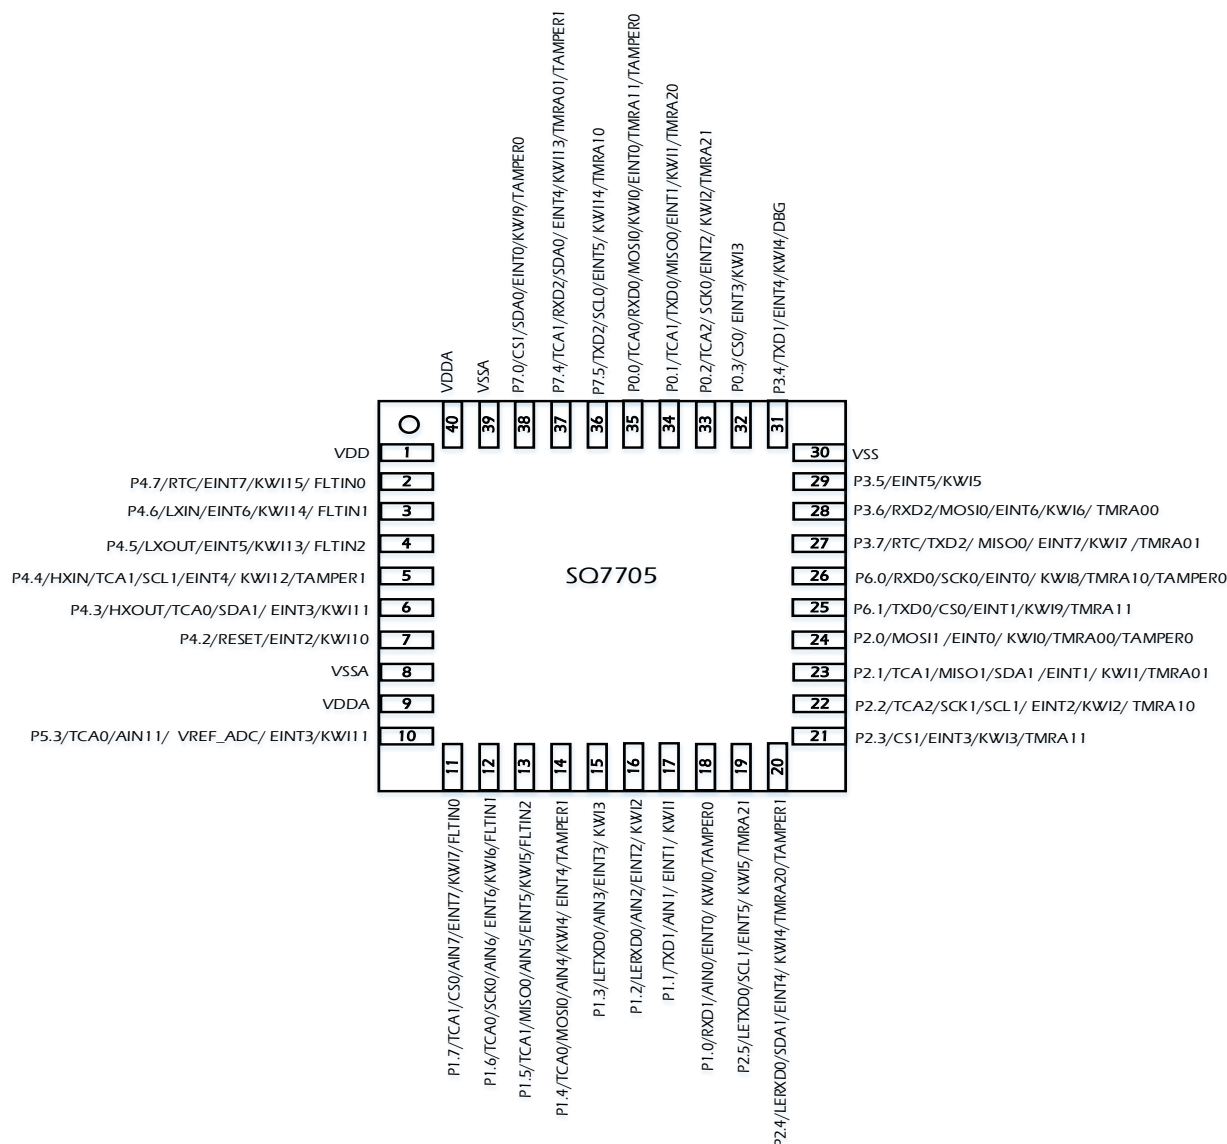 P7.0/CS1/SDA0/EINT0/KWI9/TAMPER0
P7.4/TCA1/RXD2/SDA0/ EINT4/KWI13/TMRA01/TAMPER1
P7.5/TXD2/SCL0/EINT5/ KWI14/TMRA10
P0.0/TCA0/RXD0/MOSI0/KWI0/EINT0/TMRA11/TAMPER0
P0.1/TCA1/TXD0/MISO0/EINT1/KWI1/TMRA20
P0.2/TCA2/ SCK0/EINT2/ KWI2/TMRA21
P0.3/CS0/ EINT3/KWI3
P3.4/TXD1/EINT4/KWI4/DBG
VDDA
VSSA
40
39
38
37
36
35
34
33
32
31
VDD
1
30
VSS
P4.7/RTC/EINT7/KWI15/ FLTIN0
2
29
P3.5/EINT5/KWI5
P4.6/LXIN/EINT6/KWI14/ FLTIN1
3
28
P3.6/RXD2/MOSI0/EINT6/KWI6/ TMRA00
P4.5/LXOUT/EINT5/KWI13/ FLTIN2
4
27
P3.7/RTC/TXD2/ MISO0/ EINT7/KWI7 /TMRA01
P4.4/HXIN/TCA1/SCL1/EINT4/ KWI12/TAMPER1
5
SQ7705
26
P6.0/RXD0/SCK0/EINT0/ KWI8/TMRA10/TAMPER0
P4.3/HXOUT/TCA0/SDA1/ EINT3/KWI11
6
25
P6.1/TXD0/CS0/EINT1/KWI9/TMRA11
P4.2/RESET/EINT2/KWI10
7
24
P2.0/MOSI1 /EINT0/ KWI0/TMRA00/TAMPER0
VSSA
8
23
P2.1/TCA1/MISO1/SDA1 /EINT1/ KWI1/TMRA01
VDDA
9
22
P2.2/TCA2/SCK1/SCL1/ EINT2/KWI2/ TMRA10
P5.3/TCA0/AIN11/ VREF_ADC/ EINT3/KWI11
10
21
P2.3/CS1/EINT3/KWI3/TMRA11
11
12
13
14
15
16
17
18
19
20
P1.7/TCA1/CS0/AIN7/EINT7/KWI7/FLTIN0
P1.6/TCA0/SCK0/AIN6/ EINT6/KWI6/FLTIN1
P1.5/TCA1/MISO0/AIN5/EINT5/KWI5/FLTIN2
P1.4/TCA0/MOSI0/AIN4/KWI4/ EINT4/TAMPER1
P1.3/LETXD0/AIN3/EINT3/ KWI3
P1.2/LERXD0/AIN2/EINT2/ KWI2
P1.1/TXD1/AIN1/ EINT1/ KWI1
P1.0/RXD1/AIN0/EINT0/ KWI0/TAMPER0
P2.5/LETXD0/SCL1/EINT5/ KWI5/TMRA21
P2.4/LERXD0/SDA1/EINT4/ KWI4/TMRA20/TAMPER1